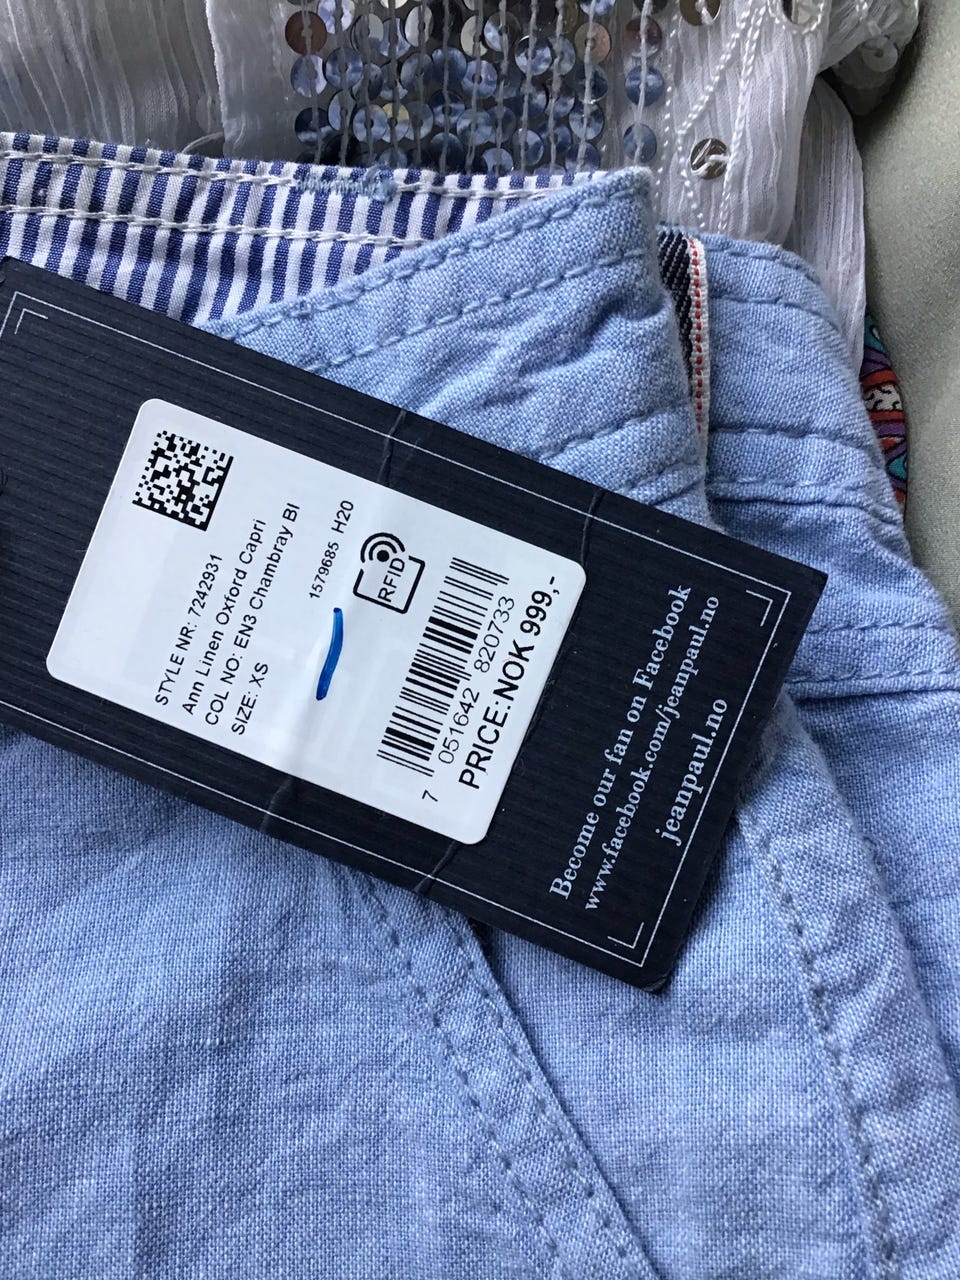 STYLE NR: 7242931
Ann Linen Oxford Capri
COL NO: EN3 Chambray Bl
SIZE: XS
1579685 H20
RFID
7 051642 820733
PRICE:NOK 999,-
Become our fan on Facebook
www.facebook.com/jeanpaul.no
jeanpaul.no